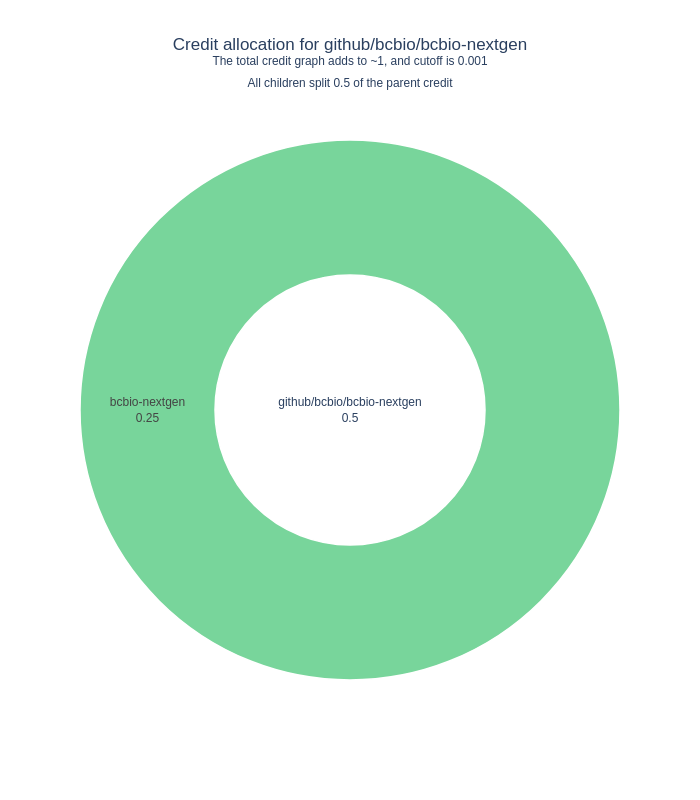 Credit allocation for github/bcbio/bcbio-nextgen
The total credit graph adds to ~1, and cutoff is 0.001
All children split 0.5 of the parent credit
bcbio-nextgen
0.25
github/bcbio/bcbio-nextgen
0.5